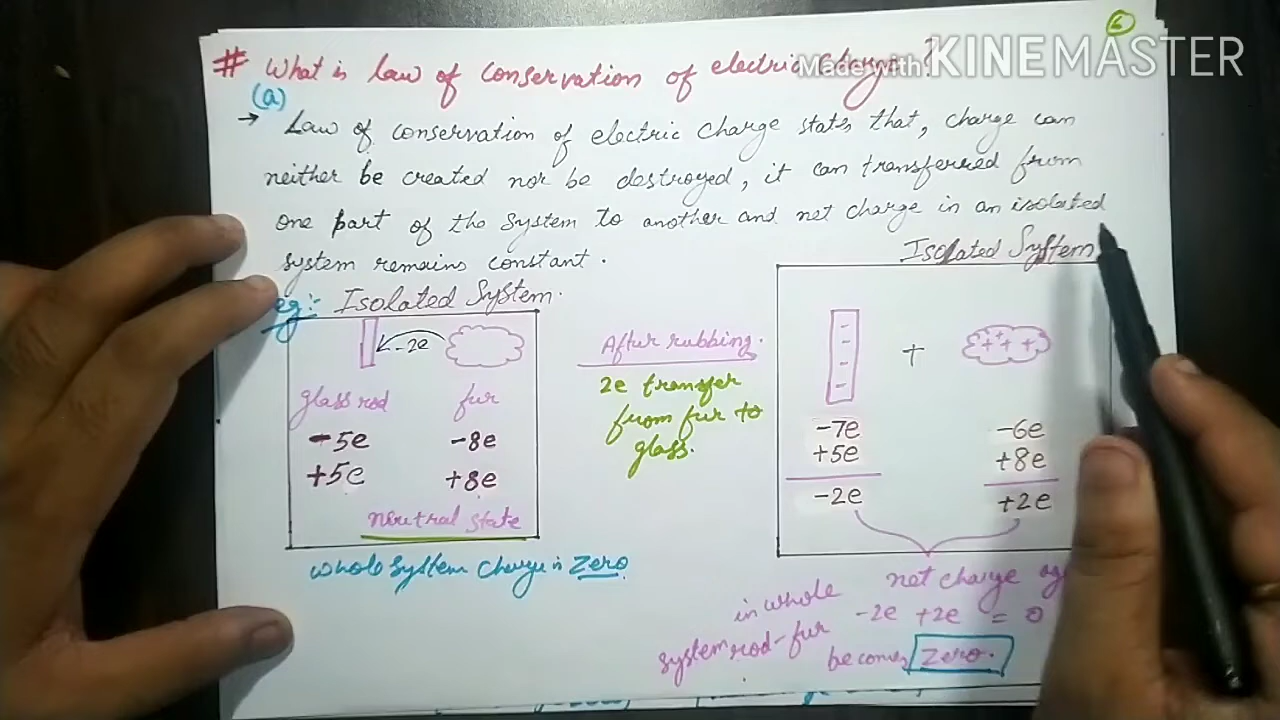 6
# What is law of conservation of electric charge?
Made with KINEMASTER
(a)
→ Law of conservation of electric charge states that, charge can
neither be created nor be destroyed, it can transferred from
one part of the system to another and net charge in an isolated
system remains constant.
eg:- Isolated System.
-2e
glass rod fur
-5e -8e
+5e +8e
neutral state
whole system charge is zero.
After rubbing.
2e transfer
from fur to
glass.
Isolated System
- - - - + + + + +
-7e -6e
+5e +8e
-2e +2e
net charge
in whole -2e +2e = 0
system rod-fur becomes zero.